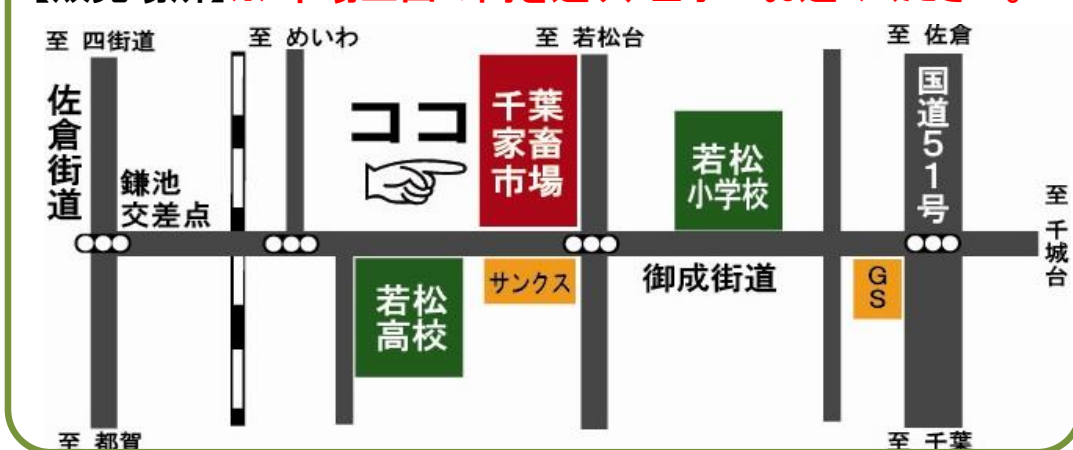 至 四街道
至 めいわ
至 若松台
至 佐倉
佐倉街道
鎌池
交差点
ココ
千葉
家畜
市場
若松
小学校
国道51号
至 千城台
若松
高校
サンクス
御成街道
GS
至 都賀
至 千葉